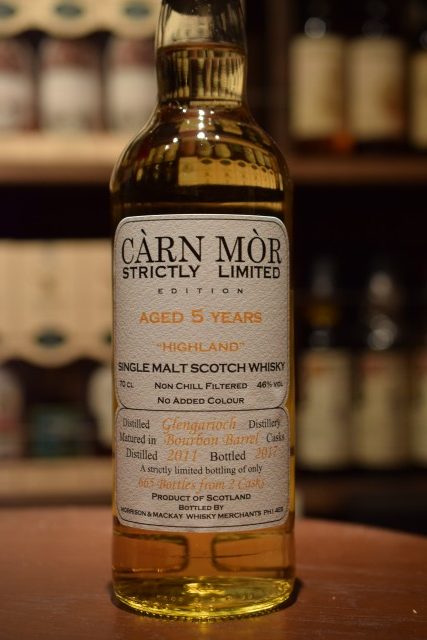 CÀRN MÒR
STRICTLY LIMITED
EDITION
AGED 5 YEARS
"HIGHLAND"
SINGLE MALT SCOTCH WHISKY
70 CL NON CHILL FILTERED 46% VOL
NO ADDED COLOUR
Distilled Glengarioch Distillery
Matured in Bourbon Barrel Casks
Distilled 2011 Bottled 2017
A strictly limited bottling of only
665 Bottles from 2 Casks
PRODUCT OF SCOTLAND
BOTTLED BY
MORRISON & MACKAY WHISKY MERCHANTS PH1 4EB